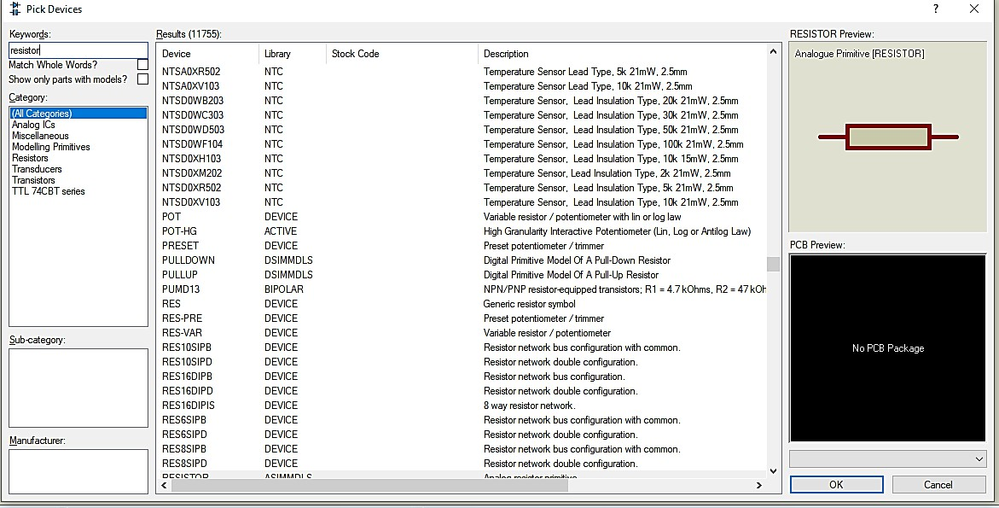 Pick Devices
?
Keywords:
resistor
Match Whole Words?
Show only parts with models?
Category:
(All Categories)
Analog ICs
Miscellaneous
Modelling Primitives
Resistors
Transducers
Transistors
TTL 74CBT series
Sub-category:
Manufacturer:
Results (11755):
Device Library Stock Code Description
NTSA0XR502 NTC Temperature Sensor Lead Type, 5k 21mW, 2.5mm
NTSA0XV103 NTC Temperature Sensor Lead Type, 10k 21mW, 2.5mm
NTSD0WB203 NTC Temperature Sensor, Lead Insulation Type, 20k 21mW, 2.5mm
NTSD0WC303 NTC Temperature Sensor, Lead Insulation Type, 30k 21mW, 2.5mm
NTSD0WD503 NTC Temperature Sensor, Lead Insulation Type, 50k 21mW, 2.5mm
NTSD0WF104 NTC Temperature Sensor, Lead Insulation Type, 100k 21mW, 2.5mm
NTSD0XH103 NTC Temperature Sensor, Lead Insulation Type, 10k 15mW, 2.5mm
NTSD0XM202 NTC Temperature Sensor, Lead Insulation Type, 2k 21mW, 2.5mm
NTSD0XR502 NTC Temperature Sensor, Lead Insulation Type, 5k 21mW, 2.5mm
NTSD0XV103 NTC Temperature Sensor, Lead Insulation Type, 10k 21mW, 2.5mm
POT DEVICE Variable resistor / potentiometer with lin or log law
POT-HG ACTIVE High Granularity Interactive Potentiometer (Lin, Log or Antilog Law)
PRESET DEVICE Preset potentiometer / trimmer
PULLDOWN DSIMMDLS Digital Primitive Model Of A Pull-Down Resistor
PULLUP DSIMMDLS Digital Primitive Model Of A Pull-Up Resistor
PUMD13 BIPOLAR NPN/PNP resistor-equipped transistors; R1 = 4.7 kOhms, R2 = 47 kOh
RES DEVICE Generic resistor symbol
RES-PRE DEVICE Preset potentiometer / trimmer
RES-VAR DEVICE Variable resistor / potentiometer
RES10SIPB DEVICE Resistor network bus configuration with common.
RES10SIPD DEVICE Resistor network double configuration.
RES16DIPB DEVICE Resistor network bus configuration.
RES16DIPD DEVICE Resistor network double configuration.
RES16DIPIS DEVICE 8 way resistor network.
RES6SIPB DEVICE Resistor network bus configuration with common.
RES6SIPD DEVICE Resistor network double configuration.
RES8SIPB DEVICE Resistor network bus configuration with common.
RES8SIPD DEVICE Resistor network double configuration.
RESISTOR ASIMMDLS Analog resistor primitive
RESISTOR Preview:
Analogue Primitive [RESISTOR]
PCB Preview:
No PCB Package
OK Cancel